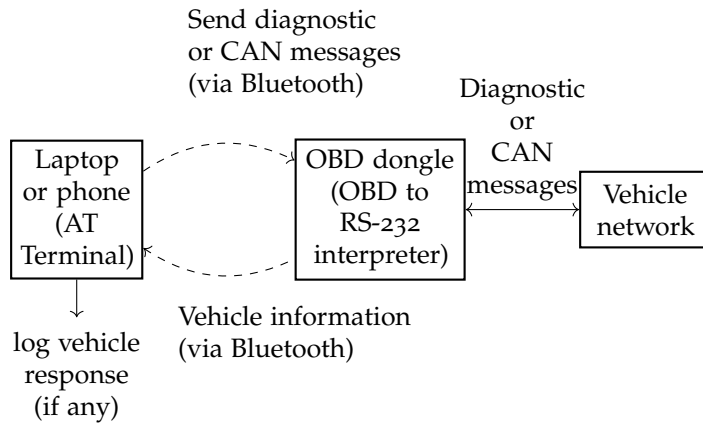 Send diagnostic
or CAN messages
(via Bluetooth)
Diagnostic
or
CAN
messages
Laptop
or phone
(AT
Terminal)
OBD dongle
(OBD to
RS-232
interpreter)
Vehicle
network
Vehicle information
(via Bluetooth)
log vehicle
response
(if any)